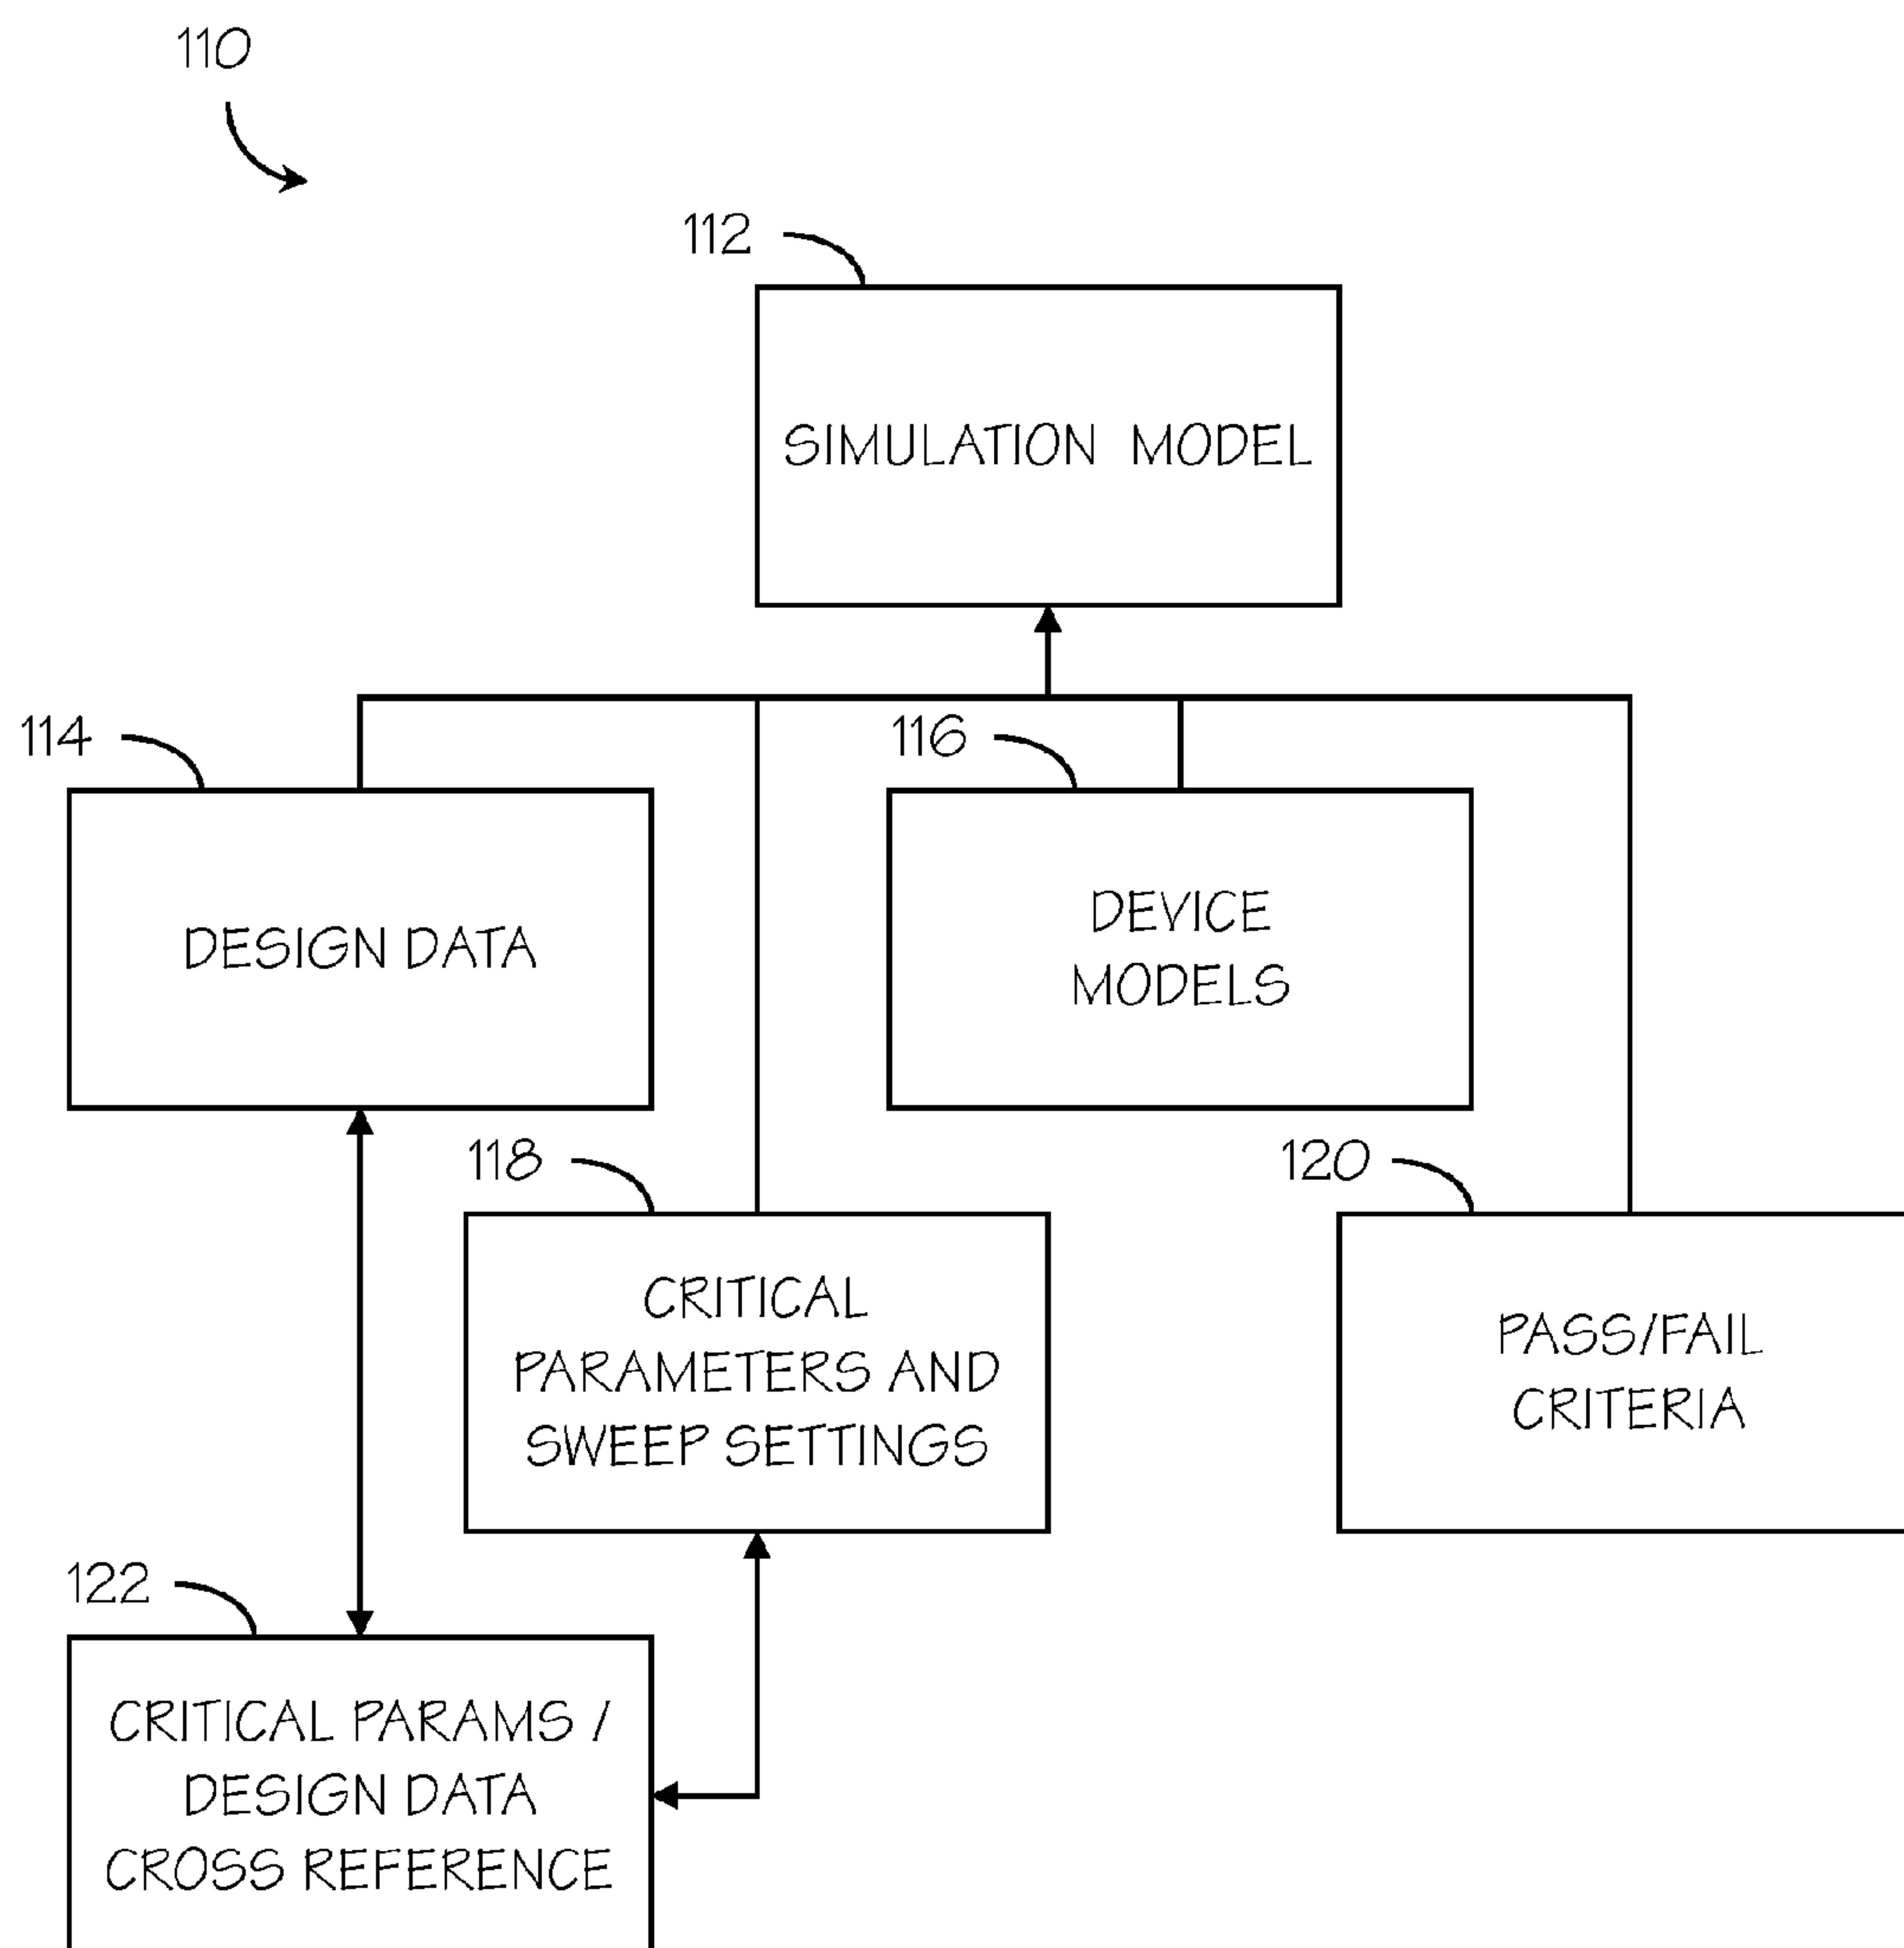 110
112
SIMULATION MODEL
114
116
DESIGN DATA
DEVICE
MODELS
118
120
CRITICAL
PARAMETERS AND
SWEEP SETTINGS
PASS/FAIL
CRITERIA
122
CRITICAL PARAMS /
DESIGN DATA
CROSS REFERENCE